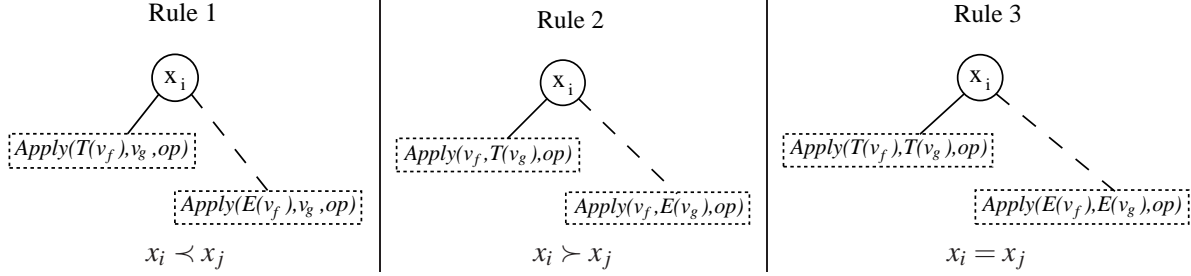 Rule 1
x_i
Apply(T(v_f),v_g,op)
Apply(E(v_f),v_g,op)
x_i ≺ x_j
Rule 2
x_i
Apply(v_f,T(v_g),op)
Apply(v_f,E(v_g),op)
x_i ≻ x_j
Rule 3
x_i
Apply(T(v_f),T(v_g),op)
Apply(E(v_f),E(v_g),op)
x_i = x_j